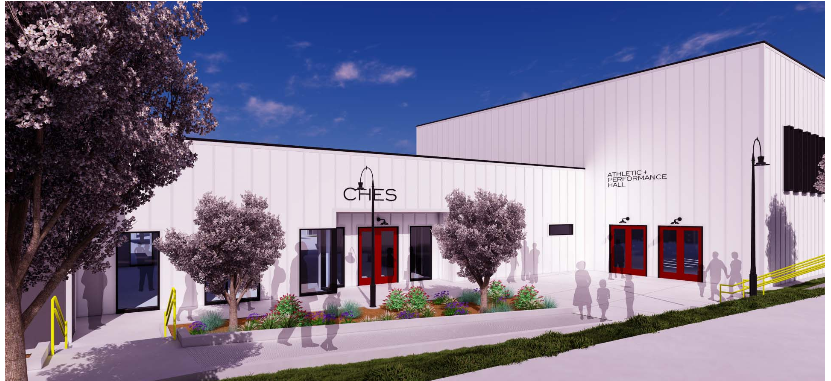 CHES
ATHLETIC +
PERFORMANCE
HALL